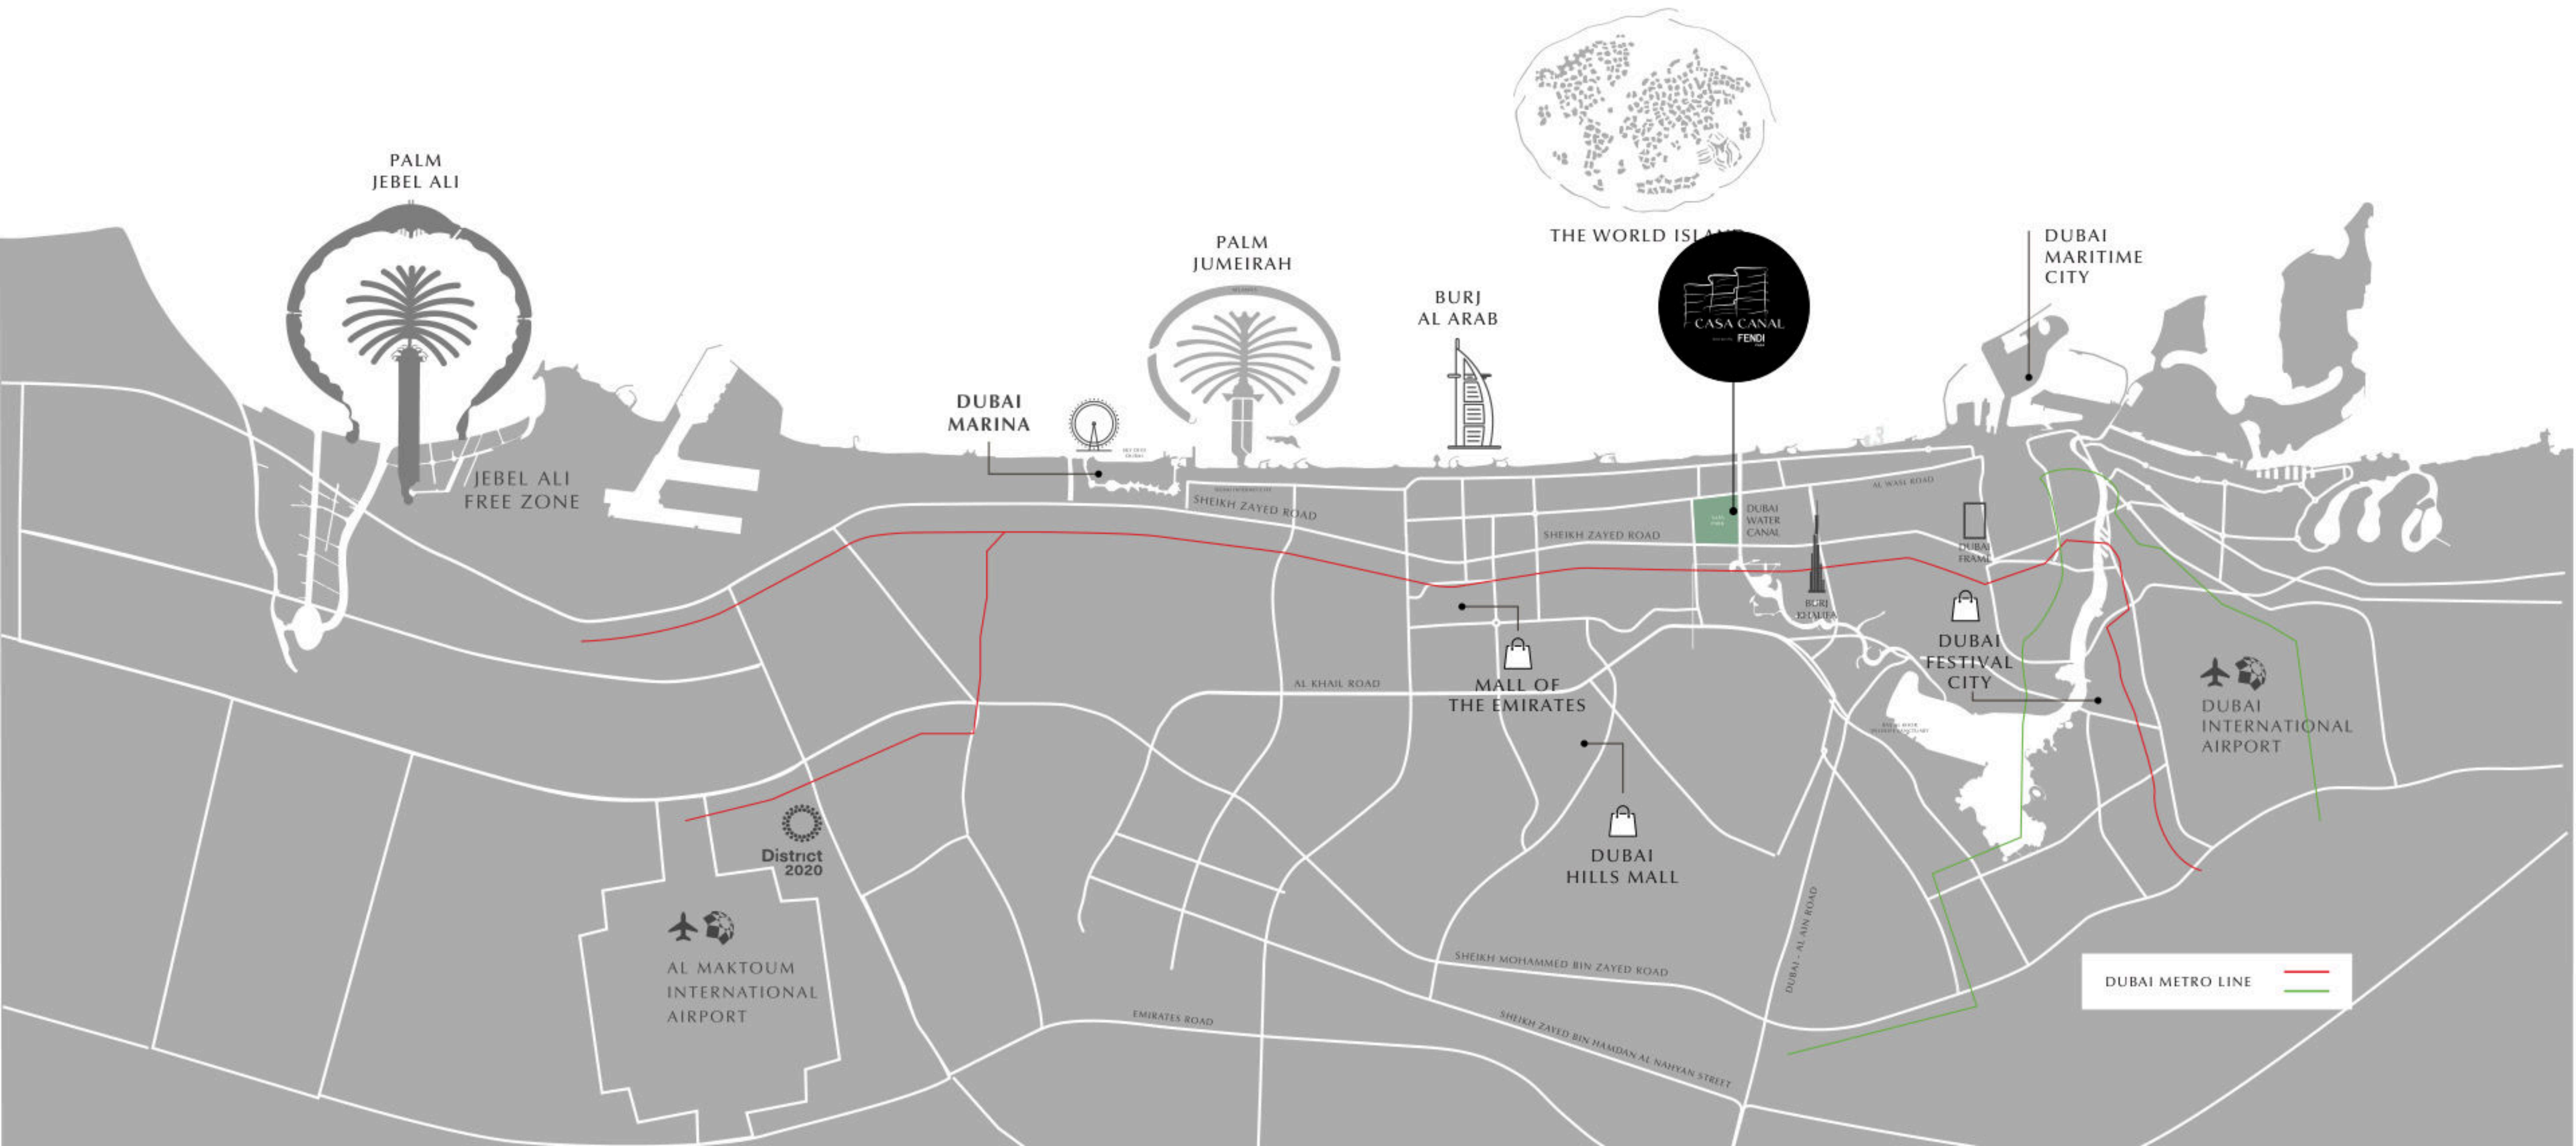 PALM
JEBEL ALI
JEBEL ALI
FREE ZONE
DUBAI
MARINA
PALM
JUMEIRAH
BURJ
AL ARAB
THE WORLD
CASA CANAL
FENDI
DUBAI
MARITIME
CITY
SHEIKH ZAYED ROAD
SHEIKH ZAYED ROAD
DUBAI
WATER
CANAL
AL WASL ROAD
DUBAI
FRAME
BURJ
KHALIFA
DUBAI
FESTIVAL
CITY
MALL OF
THE EMIRATES
AL KHAIL ROAD
DUBAI
HILLS MALL
DUBAI
INTERNATIONAL
AIRPORT
District
2020
AL MAKTOUM
INTERNATIONAL
AIRPORT
EMIRATES ROAD
SHEIKH MOHAMMED BIN ZAYED ROAD
SHEIKH ZAYED BIN HAMDAN AL NAHYAN STREET
DUBAI - AL AIN ROAD
DUBAI METRO LINE